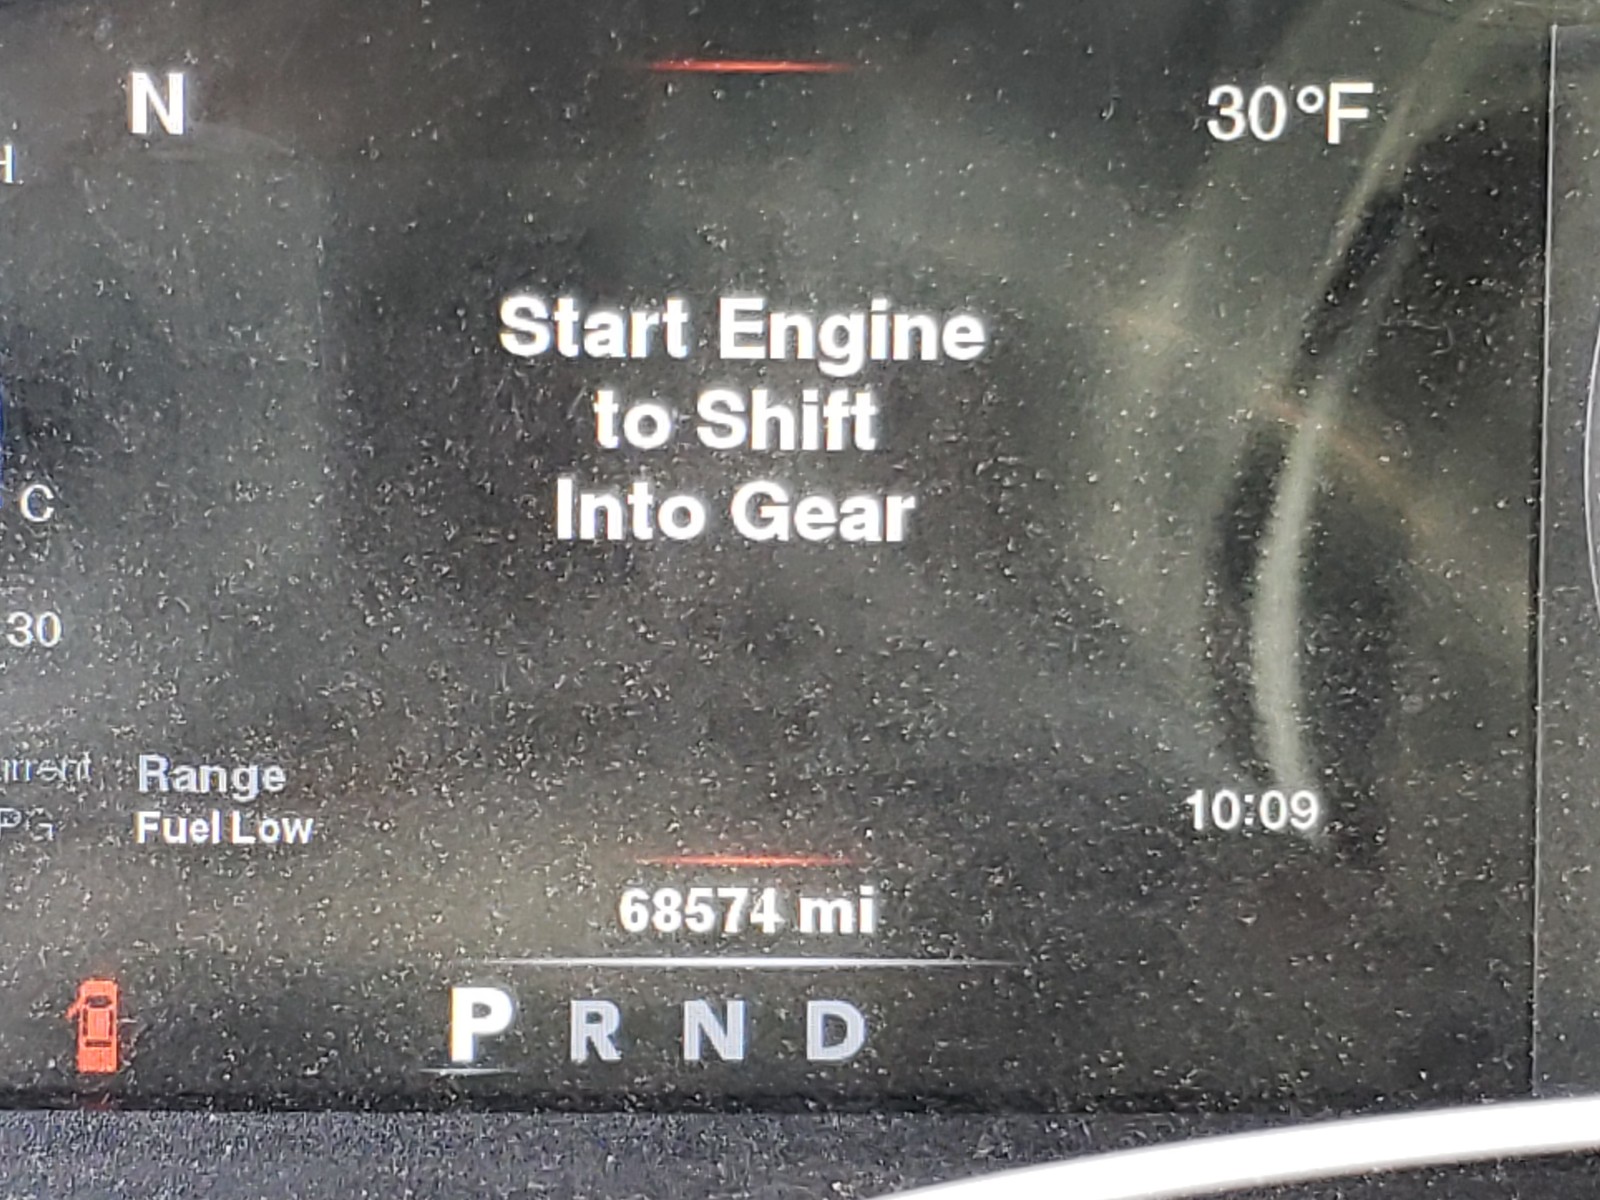 N
30°F
H
Start Engine
to Shift
Into Gear
C
30
Range
Fuel Low
10:09
68574 mi
P R N D